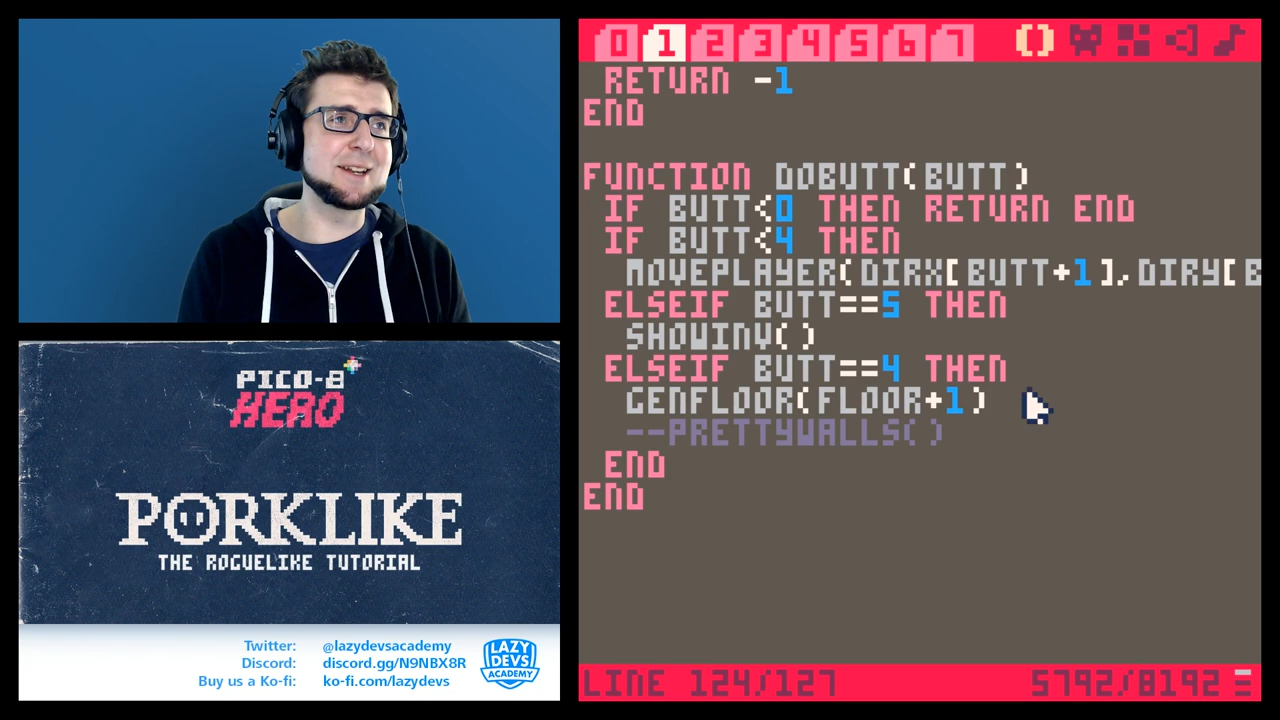 PICO-8
HERO
PORKLIKE
THE ROGUELIKE TUTORIAL
Twitter: @lazydevsacademy
Discord: discord.gg/N9NBX8R
Buy us a Ko-fi: ko-fi.com/lazydevs
LAZY
DEVS
ACADEMY
0 1 2 3 4 5 6 7 ()
RETURN -1
END
FUNCTION DOBUTT(BUTT)
IF BUTT<0 THEN RETURN END
IF BUTT<4 THEN
MOVEPLAYER(DIRX[BUTT+1],DIRY[B
ELSEIF BUTT==5 THEN
SHOWINV()
ELSEIF BUTT==4 THEN
GENFLOOR(FLOOR+1)
--PRETTYWALLS()
END
END
LINE 124/127
5792/8192